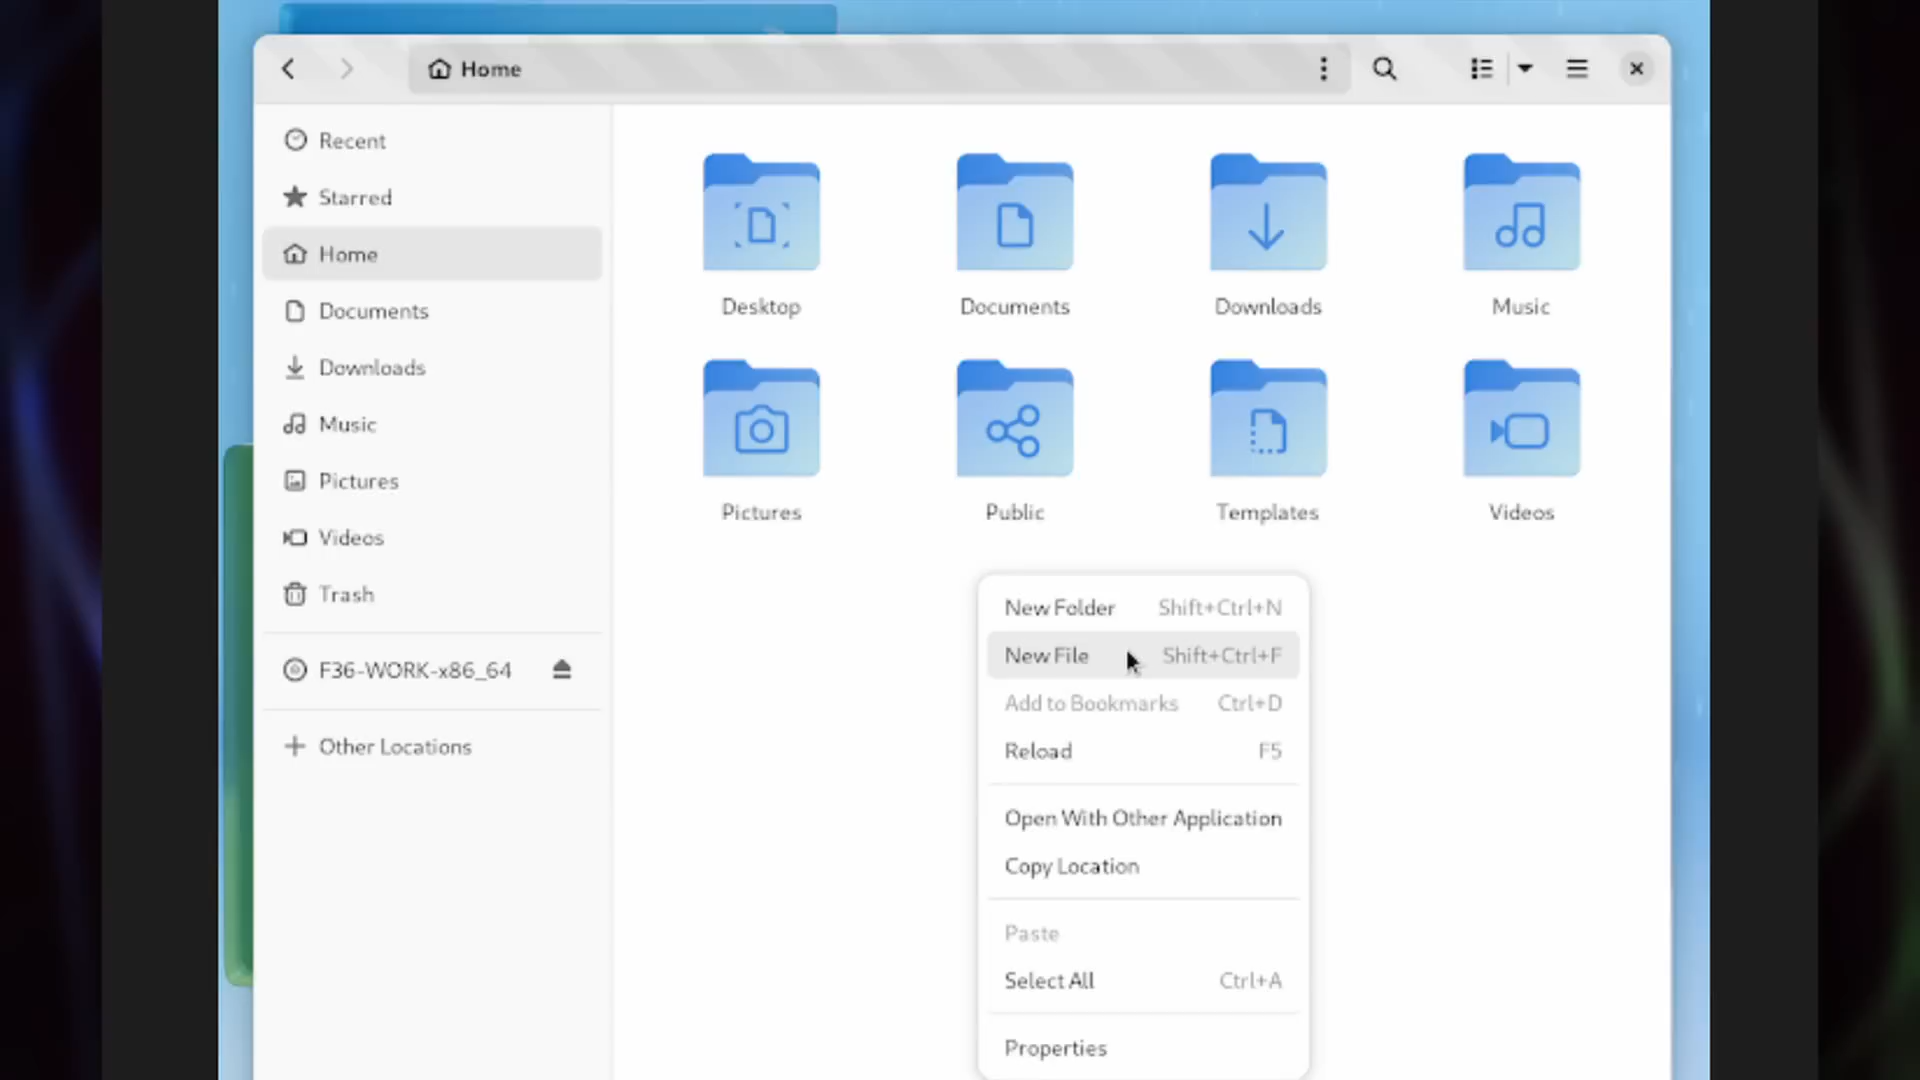 Home
Recent
Starred
Home
Documents
Downloads
Music
Pictures
Videos
Trash
F36-WORK-x86_64
Other Locations
Desktop
Documents
Downloads
Music
Pictures
Public
Templates
Videos
New Folder Shift+Ctrl+N
New File Shift+Ctrl+F
Add to Bookmarks Ctrl+D
Reload F5
Open With Other Application
Copy Location
Paste
Select All Ctrl+A
Properties